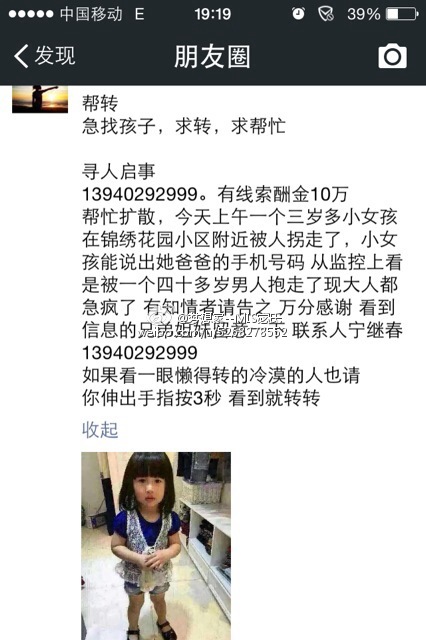 中国移动 E 19:19 39%
发现 朋友圈
帮转
急找孩子，求转，求帮忙
寻人启事
13940292999。有线索酬金10万
帮忙扩散，今天上午一个三岁多小女孩
在锦绣花园小区附近被人拐走了，小女
孩能说出她爸爸的手机号码 从监控上看
是被一个四十多岁男人抱走了现大人都
急疯了 有知情者请告之 万分感谢 看到
信息的兄弟姐妹 联系人宁继春
13940292999
如果看一眼懒得转的冷漠的人也请
你伸出手指按3秒 看到就转转
收起